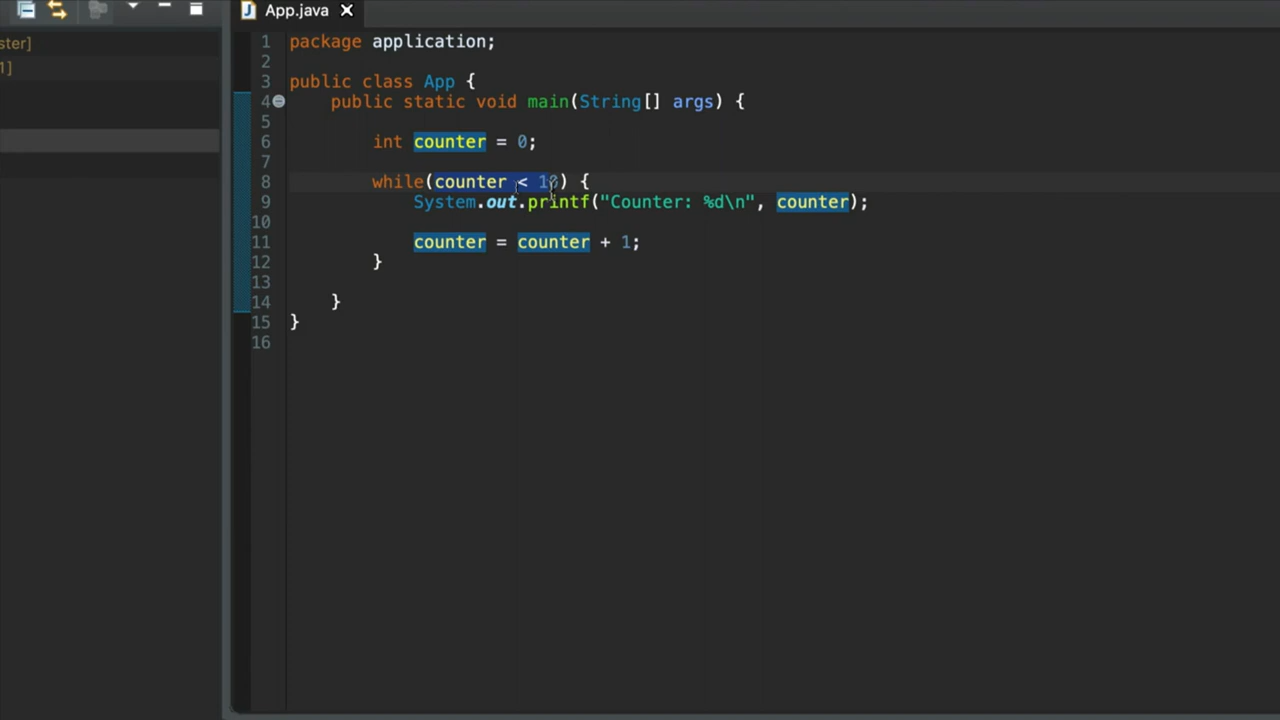 App.java
ster]
1]
1 package application;
2
3 public class App {
4 public static void main(String[] args) {
5
6 int counter = 0;
7
8 while(counter < 10) {
9 System.out.printf("Counter: %d\n", counter);
10
11 counter = counter + 1;
12 }
13
14 }
15 }
16